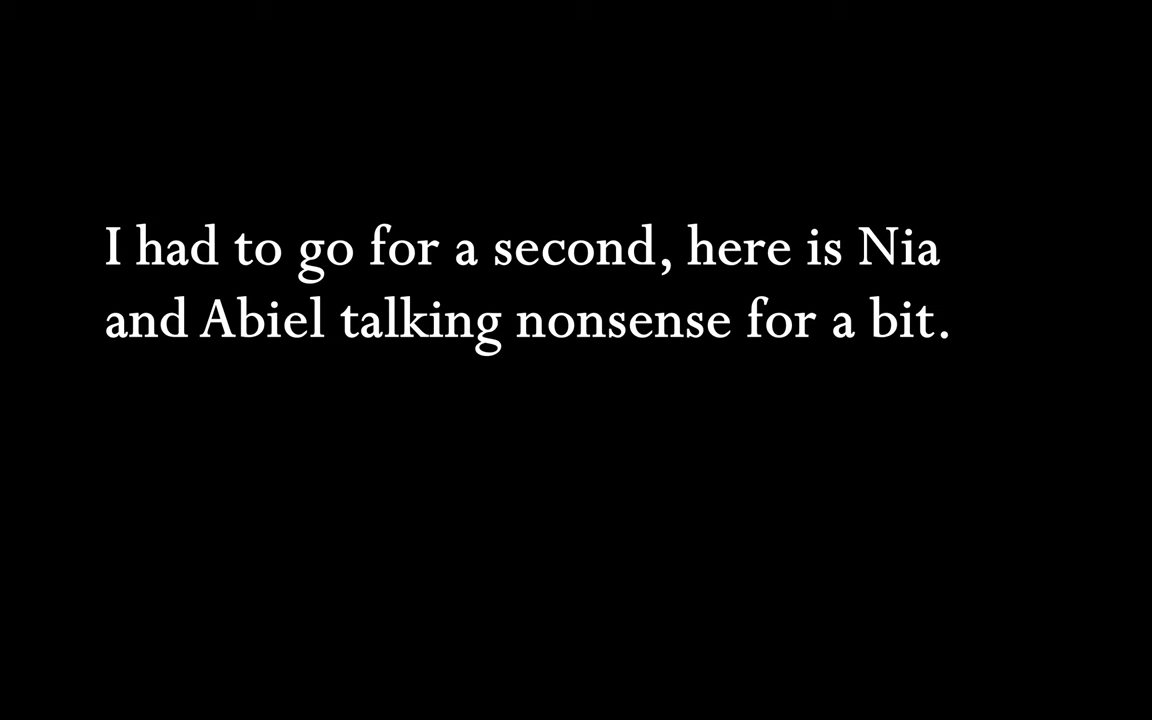 I had to go for a second, here is Nia
and Abiel talking nonsense for a bit.